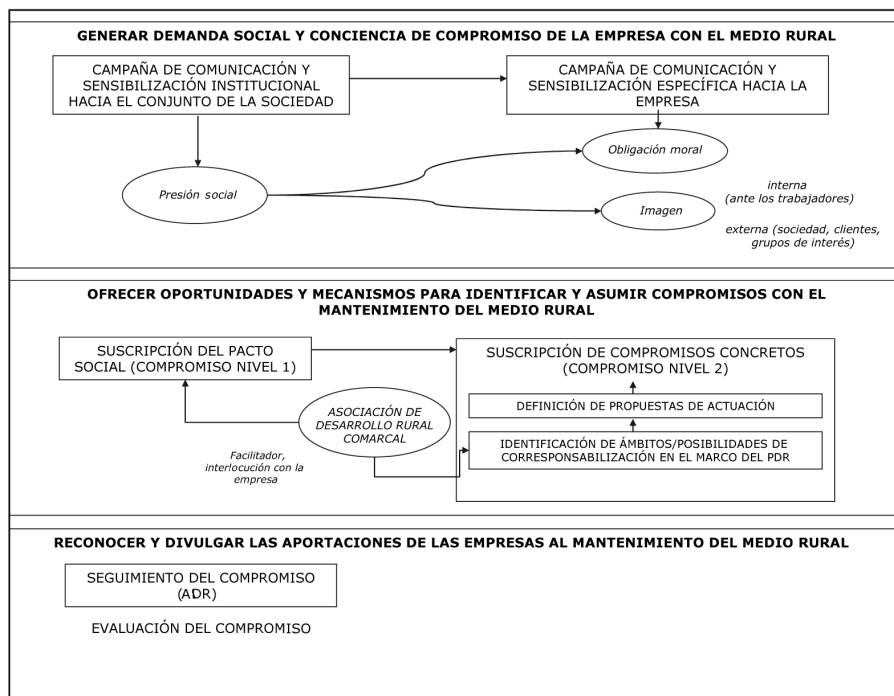 GENERAR DEMANDA SOCIAL Y CONCIENCIA DE COMPROMISO DE LA EMPRESA CON EL MEDIO RURAL
CAMPAÑA DE COMUNICACIÓN Y
SENSIBILIZACIÓN INSTITUCIONAL
HACIA EL CONJUNTO DE LA SOCIEDAD
CAMPAÑA DE COMUNICACIÓN Y
SENSIBILIZACIÓN ESPECÍFICA HACIA LA
EMPRESA
Obligación moral
Presión social
Imagen
interna
(ante los trabajadores)
externa (sociedad, clientes,
grupos de interés)
OFRECER OPORTUNIDADES Y MECANISMOS PARA IDENTIFICAR Y ASUMIR COMPROMISOS CON EL
MANTENIMIENTO DEL MEDIO RURAL
SUSCRIPCIÓN DEL PACTO
SOCIAL (COMPROMISO NIVEL 1)
SUSCRIPCIÓN DE COMPROMISOS CONCRETOS
(COMPROMISO NIVEL 2)
DEFINICIÓN DE PROPUESTAS DE ACTUACIÓN
ASOCIACIÓN DE
DESARROLLO RURAL
COMARCAL
Facilitador,
interlocución con la
empresa
IDENTIFICACIÓN DE ÁMBITOS/POSIBILIDADES DE
CORRESPONSABILIZACIÓN EN EL MARCO DEL PDR
RECONOCER Y DIVULGAR LAS APORTACIONES DE LAS EMPRESAS AL MANTENIMIENTO DEL MEDIO RURAL
SEGUIMIENTO DEL COMPROMISO
(ADR)
EVALUACIÓN DEL COMPROMISO